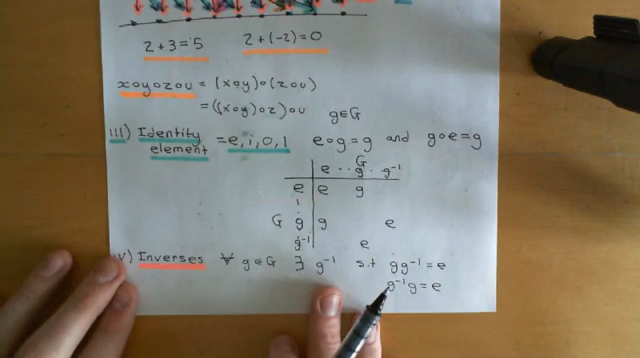 2+3=5 2+(-2)=0
x∘y∘z∘u = (x∘y)∘(z∘u)
= ((x∘y)∘z)∘u
g∈G
III) Identity element = e, i, 0, 1 e∘g=g and g∘e=g
G
e ·· g · g⁻¹
e e g
G g g e
g⁻¹ e
IV) Inverses ∀ g∈G ∃ g⁻¹ s.t gg⁻¹=e
g⁻¹g=e